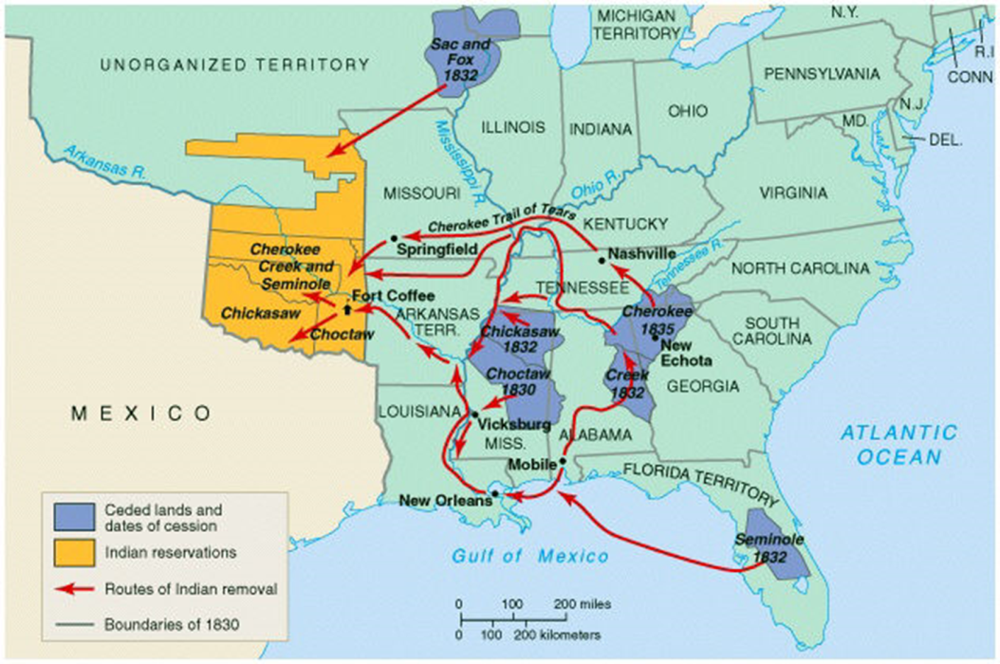 MICHIGAN
TERRITORY
N.Y.
Sac and
Fox
1832
UNORGANIZED TERRITORY
R.I
CONN
PENNSYLVANIA
N.J.
OHIO
ILLINOIS
INDIANA
MD.
DEL.
Mississippi R.
Arkansas R.
Ohio R.
MISSOURI
VIRGINIA
Cherokee Trail of Tears
KENTUCKY
Springfield
Nashville
Tennessee R.
NORTH CAROLINA
Cherokee
Creek and
Seminole
TENNESSEE
Fort Coffee
Chickasaw
Choctaw
ARKANSAS
TERR.
Cherokee
1835
Chickasaw
1832
SOUTH
CAROLINA
New
Echota
Choctaw
1830
Creek
1832
GEORGIA
MEXICO
LOUISIANA
Vicksburg
MISS.
ALABAMA
ATLANTIC
OCEAN
Mobile
FLORIDA TERRITORY
New Orleans
Seminole
1832
Gulf of Mexico
Ceded lands and
dates of cession
Indian reservations
Routes of Indian removal
Boundaries of 1830
0 100 200 miles
0 100 200 kilometers